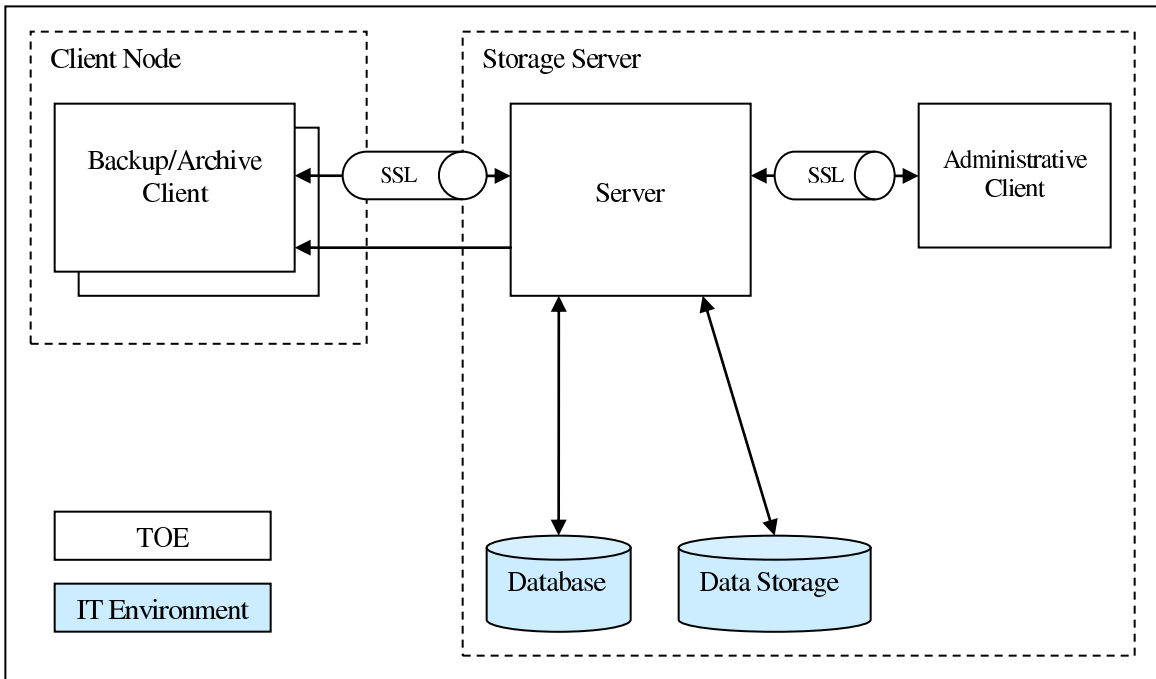 Client Node
Storage Server
Backup/Archive
Client
SSL
Server
SSL
Administrative
Client
TOE
IT Environment
Database
Data Storage